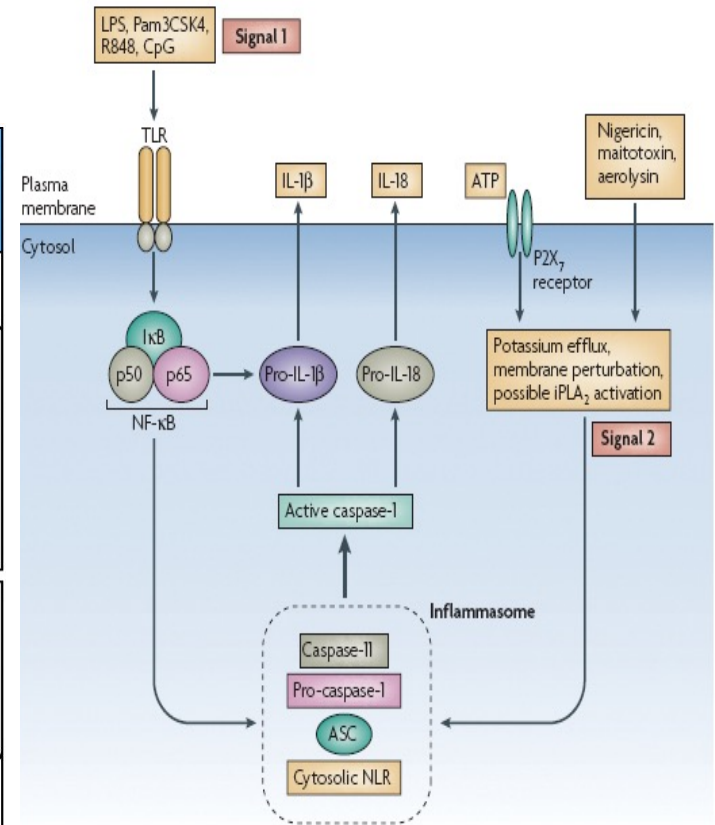 LPS, Pam3CSK4,
R848, CpG
Signal 1
TLR
Plasma
membrane
Cytosol
IL-1β
IL-18
ATP
Nigericin,
maitotoxin,
aerolysin
P2X₇
receptor
IκB
p50
p65
NF-κB
Pro-IL-1β
Pro-IL-18
Potassium efflux,
membrane perturbation,
possible iPLA₂ activation
Signal 2
Active caspase-1
Inflammasome
Caspase-11
Pro-caspase-1
ASC
Cytosolic NLR